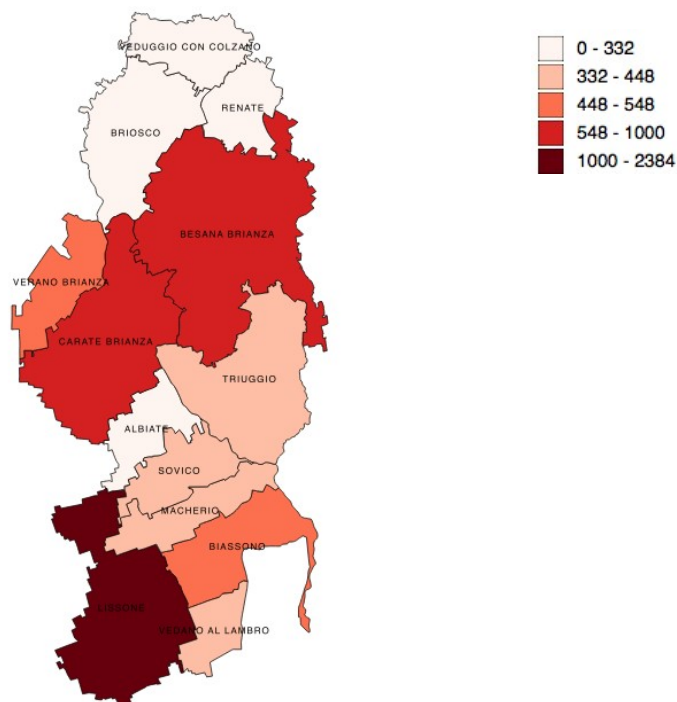 VEDUGGIO CON COLZANO
RENATE
BRIOSCO
BESANA BRIANZA
VERANO BRIANZA
CARATE BRIANZA
TRIUGGIO
ALBIATE
SOVICO
MACHERIO
BIASSONO
LISSONE
VEDANO AL LAMBRO
0 - 332
332 - 448
448 - 548
548 - 1000
1000 - 2384